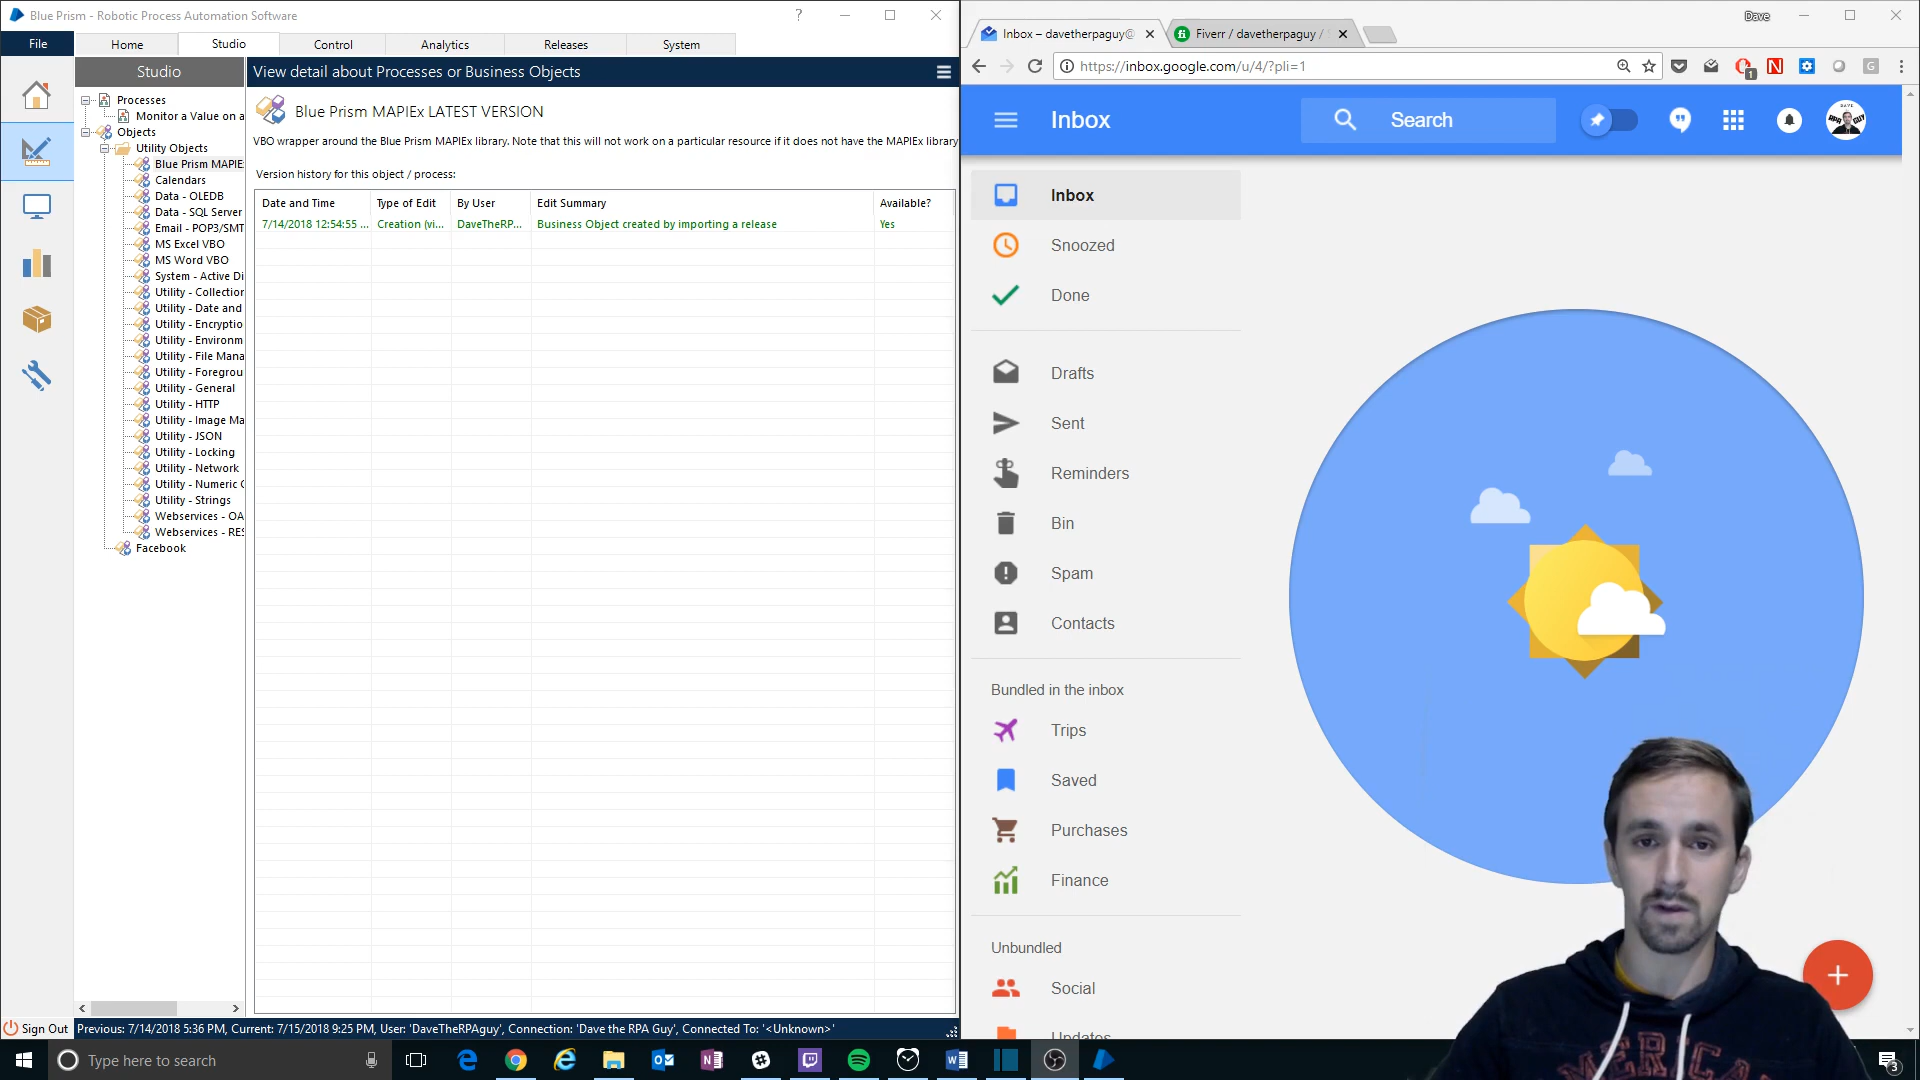 Blue Prism - Robotic Process Automation Software
?
File
Home
Studio
Control
Analytics
Releases
System
Studio
View detail about Processes or Business Objects
Processes
Monitor a Value on a
Objects
Utility Objects
Blue Prism MAPIE
Calendars
Data - OLEDB
Data - SQL Server
Email - POP3/SMT
MS Excel VBO
MS Word VBO
System - Active Di
Utility - Collection
Utility - Date and
Utility - Encryptio
Utility - Environm
Utility - File Mana
Utility - Foregrou
Utility - General
Utility - HTTP
Utility - Image Ma
Utility - JSON
Utility - Locking
Utility - Network
Utility - Numeric
Utility - Strings
Webservices - OA
Webservices - RES
Facebook
Blue Prism MAPIEx LATEST VERSION
VBO wrapper around the Blue Prism MAPIEx library. Note that this will not work on a particular resource if it does not have the MAPIEx library
Version history for this object / process:
Date and Time Type of Edit By User Edit Summary Available?
7/14/2018 12:54:55 ... Creation (vi... DaveTheRP... Business Object created by importing a release Yes
Sign Out
Previous: 7/14/2018 5:36 PM, Current: 7/15/2018 9:25 PM, User: 'DaveTheRPAguy', Connection: 'Dave the RPA Guy', Connected To: '<Unknown>'
Dave
Inbox – davetherpaguy@
Fiverr / davetherpaguy /
https://inbox.google.com/u/4/?pli=1
1
N
G
Inbox
Search
DAVE
RPA GUY
Inbox
Snoozed
Done
Drafts
Sent
Reminders
Bin
Spam
Contacts
Bundled in the inbox
Trips
Saved
Purchases
Finance
Unbundled
Social
Updates
Type here to search
3